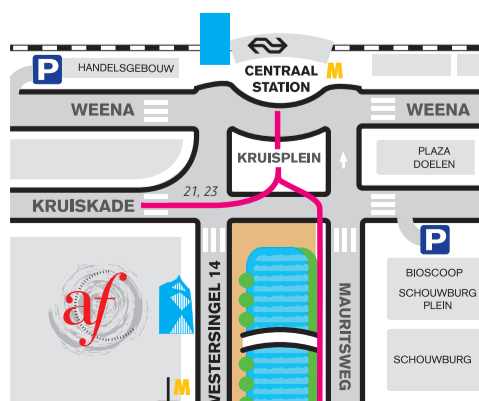 P
HANDELSGEBOUW
CENTRAAL
STATION
M
WEENA
WEENA
KRUISPLEIN
PLAZA
DOELEN
21, 23
KRUISKADE
P
af
WESTERSINGEL 14
MAURITSWEG
BIOSCOOP
SCHOUWBURG
PLEIN
SCHOUWBURG
M